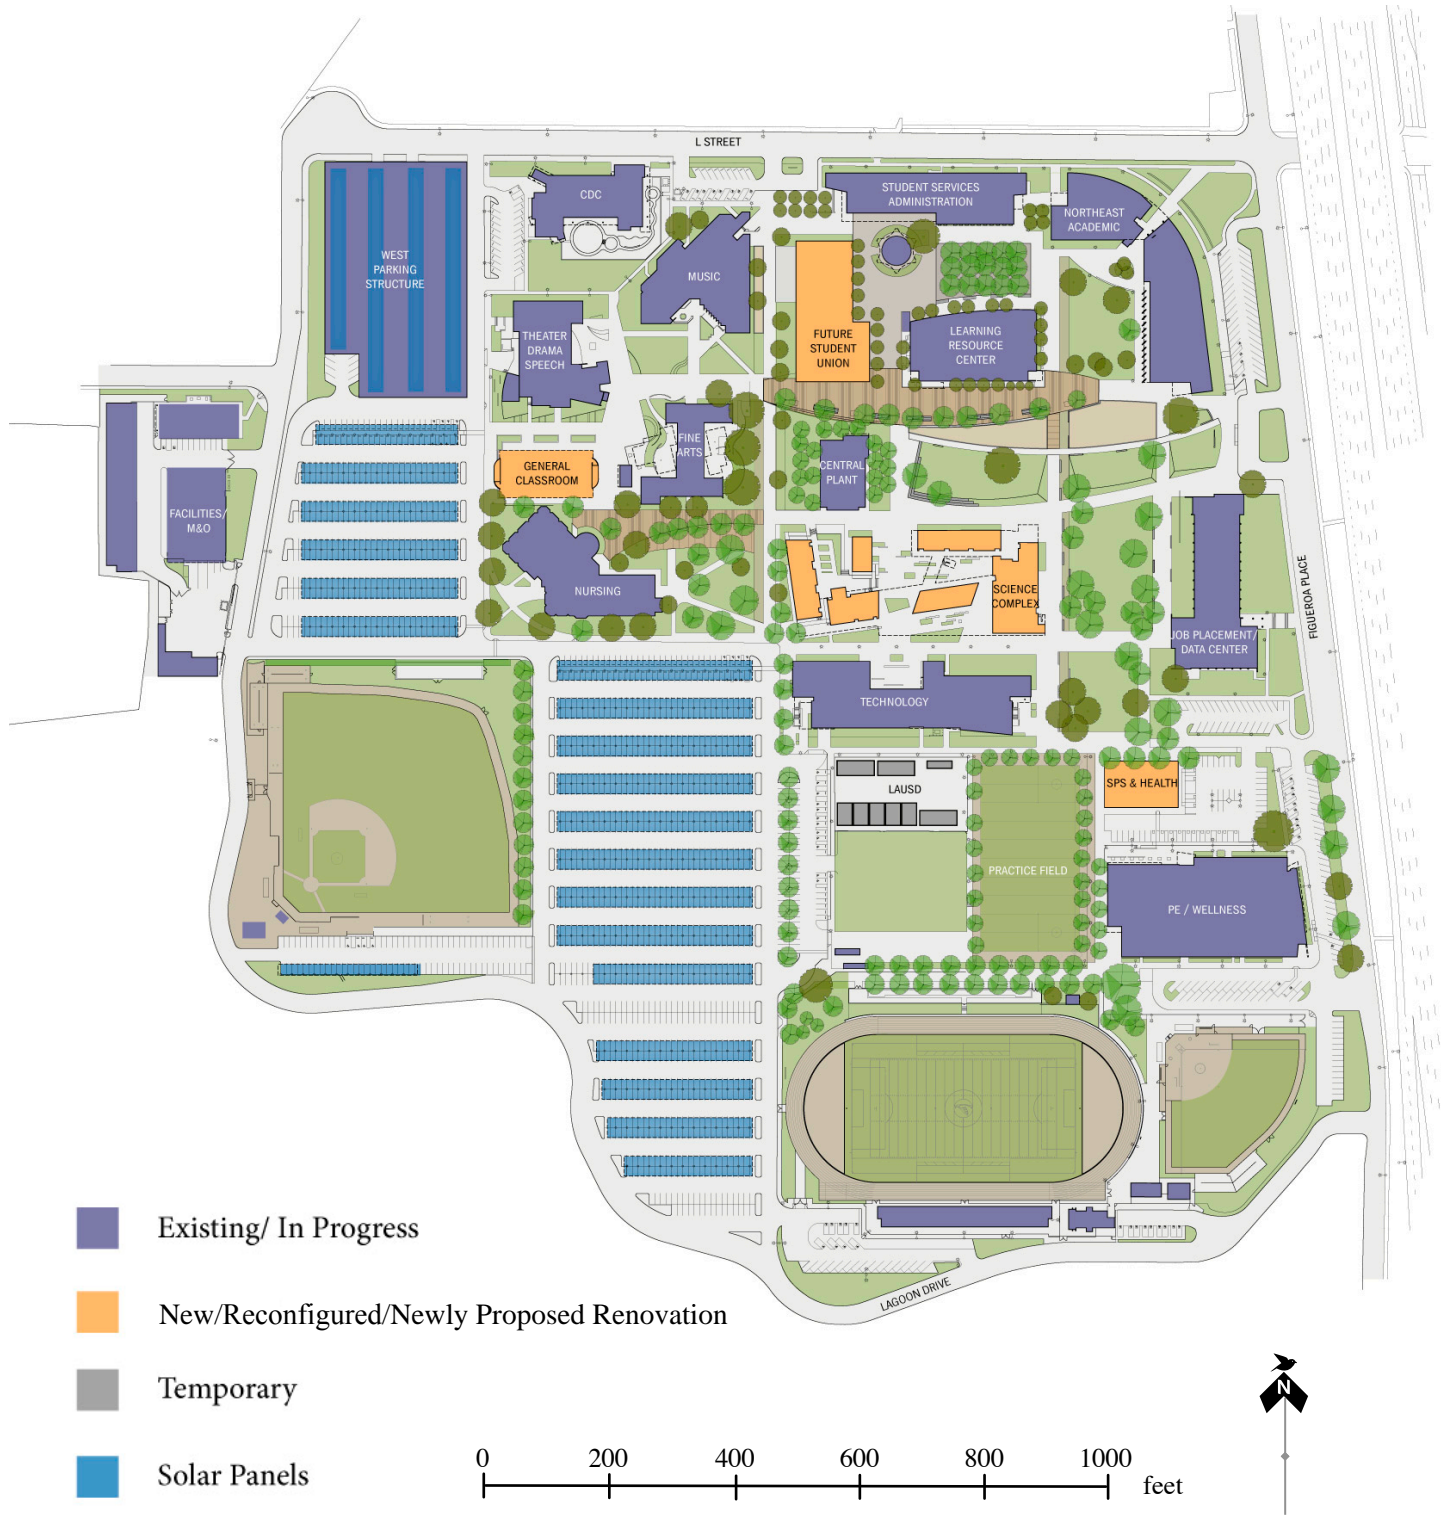 L STREET
CDC
STUDENT SERVICES
ADMINISTRATION
NORTHEAST
ACADEMIC
WEST
PARKING
STRUCTURE
MUSIC
THEATER
DRAMA
SPEECH
FUTURE
STUDENT
UNION
LEARNING
RESOURCE
CENTER
FINE
ARTS
GENERAL
CLASSROOM
CENTRAL
PLANT
FACILITIES/
M&O
NURSING
SCIENCE
COMPLEX
FIGUEROA PLACE
JOB PLACEMENT/
DATA CENTER
TECHNOLOGY
SPS & HEALTH
LAUSD
PRACTICE FIELD
PE / WELLNESS
LAGOON DRIVE
Existing/ In Progress
New/Reconfigured/Newly Proposed Renovation
Temporary
Solar Panels
0 200 400 600 800 1000
feet
N